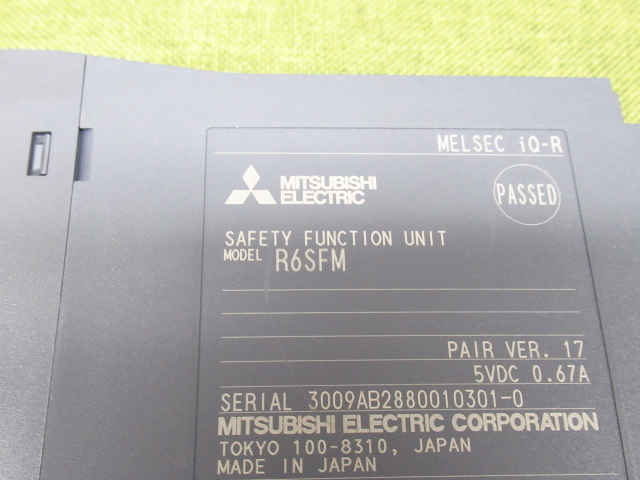 MELSEC iQ-R
MITSUBISHI
ELECTRIC
PASSED
SAFETY FUNCTION UNIT
MODEL R6SFM
PAIR VER. 17
5VDC 0.67A
SERIAL 3009AB2880010301-0
MITSUBISHI ELECTRIC CORPORATION
TOKYO 100-8310, JAPAN
MADE IN JAPAN